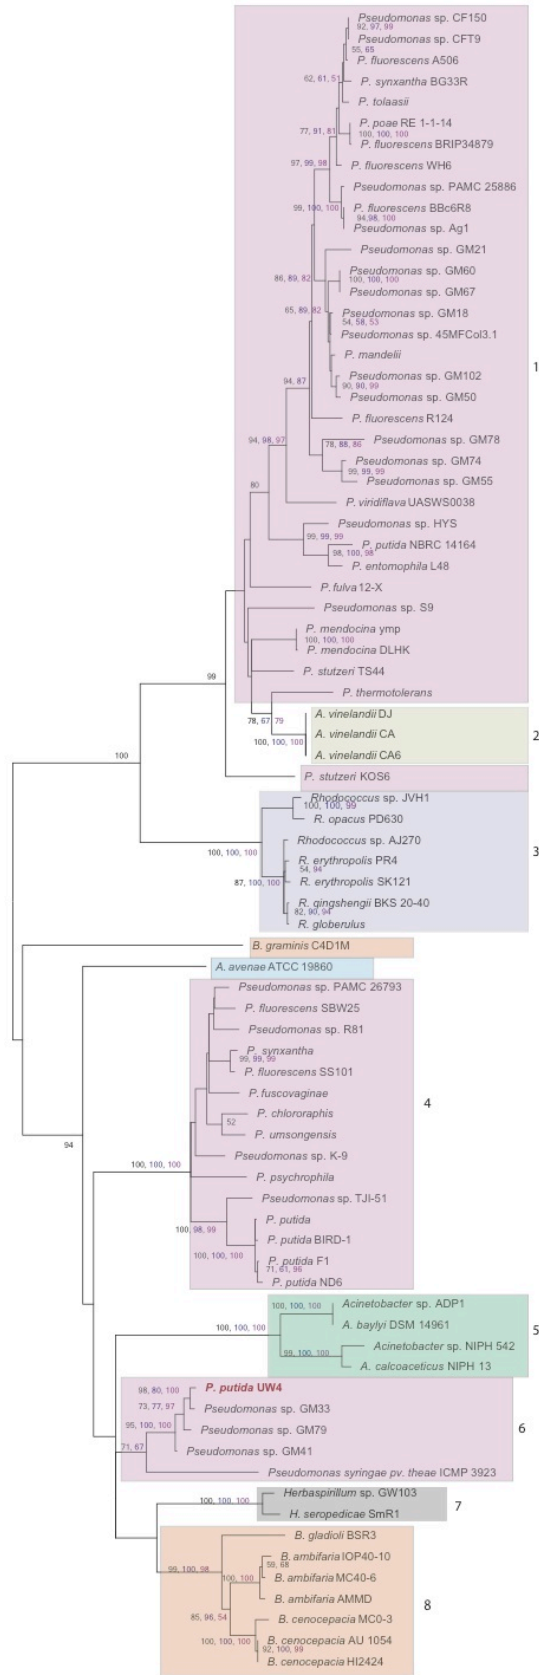 Pseudomonas sp. CF150
92, 97, 99
Pseudomonas sp. CFT9
55, 65
P. fluorescens A506
62, 61, 51
P. synxantha BG33R
P. tolaasii
P. poae RE 1-1-14
77, 91, 81
100, 100, 100
P. fluorescens BRIP34879
97, 99, 98
P. fluorescens WH6
Pseudomonas sp. PAMC 25886
99, 100, 100
P. fluorescens BBc6R8
94, 98, 100
Pseudomonas sp. Ag1
Pseudomonas sp. GM21
Pseudomonas sp. GM60
86, 89, 82
100, 100, 100
Pseudomonas sp. GM67
65, 89, 82
Pseudomonas sp. GM18
54, 58, 53
Pseudomonas sp. 45MFCol3.1
P. mandelii
1
Pseudomonas sp. GM102
94, 87
90, 90, 99
Pseudomonas sp. GM50
P. fluorescens R124
94, 98, 97
Pseudomonas sp. GM78
78, 88, 86
Pseudomonas sp. GM74
99, 99, 99
Pseudomonas sp. GM55
80
P. viridiflava UASWS0038
Pseudomonas sp. HYS
99, 99, 99
P. putida NBRC 14164
98, 100, 98
P. entomophila L48
P. fulva 12-X
Pseudomonas sp. S9
P. mendocina ymp
100, 100, 100
P. mendocina DLHK
P. stutzeri TS44
99
P. thermotolerans
A. vinelandii DJ
78, 67, 79
A. vinelandii CA
2
100, 100, 100
A. vinelandii CA6
100
P. stutzeri KOS6
Rhodococcus sp. JVH1
100, 100, 99
R. opacus PD630
Rhodococcus sp. AJ270
3
100, 100, 100
R. erythropolis PR4
54, 94
87, 100, 100
R. erythropolis SK121
R. qingshengii BKS 20-40
82, 90, 94
R. globerulus
B. graminis C4D1M
A. avenae ATCC 19860
Pseudomonas sp. PAMC 26793
P. fluorescens SBW25
Pseudomonas sp. R81
P. synxantha
99, 99, 99
P. fluorescens SS101
P. fuscovaginae
4
P. chlororaphis
52
P. umsongensis
94
Pseudomonas sp. K-9
100, 100, 100
P. psychrophila
Pseudomonas sp. TJI-51
P. putida
100, 98, 99
P. putida BIRD-1
100, 100, 100
P. putida F1
71, 61, 96
P. putida ND6
Acinetobacter sp. ADP1
100, 100, 100
A. baylyi DSM 14961
5
100, 100, 100
Acinetobacter sp. NIPH 542
99, 100, 100
A. calcoaceticus NIPH 13
98, 80, 100
P. putida UW4
73, 77, 97
Pseudomonas sp. GM33
95, 100, 100
Pseudomonas sp. GM79
6
71, 67
Pseudomonas sp. GM41
Pseudomonas syringae pv. theae ICMP 3923
Herbaspirillum sp. GW103
100, 100, 100
7
H. seropedicae SmR1
B. gladioli BSR3
B. ambifaria IOP40-10
59, 68
99, 100, 98
100, 100
B. ambifaria MC40-6
B. ambifaria AMMD
8
85, 96, 54
B. cenocepacia MC0-3
100, 100, 100
B. cenocepacia AU 1054
92, 100, 99
B. cenocepacia HI2424